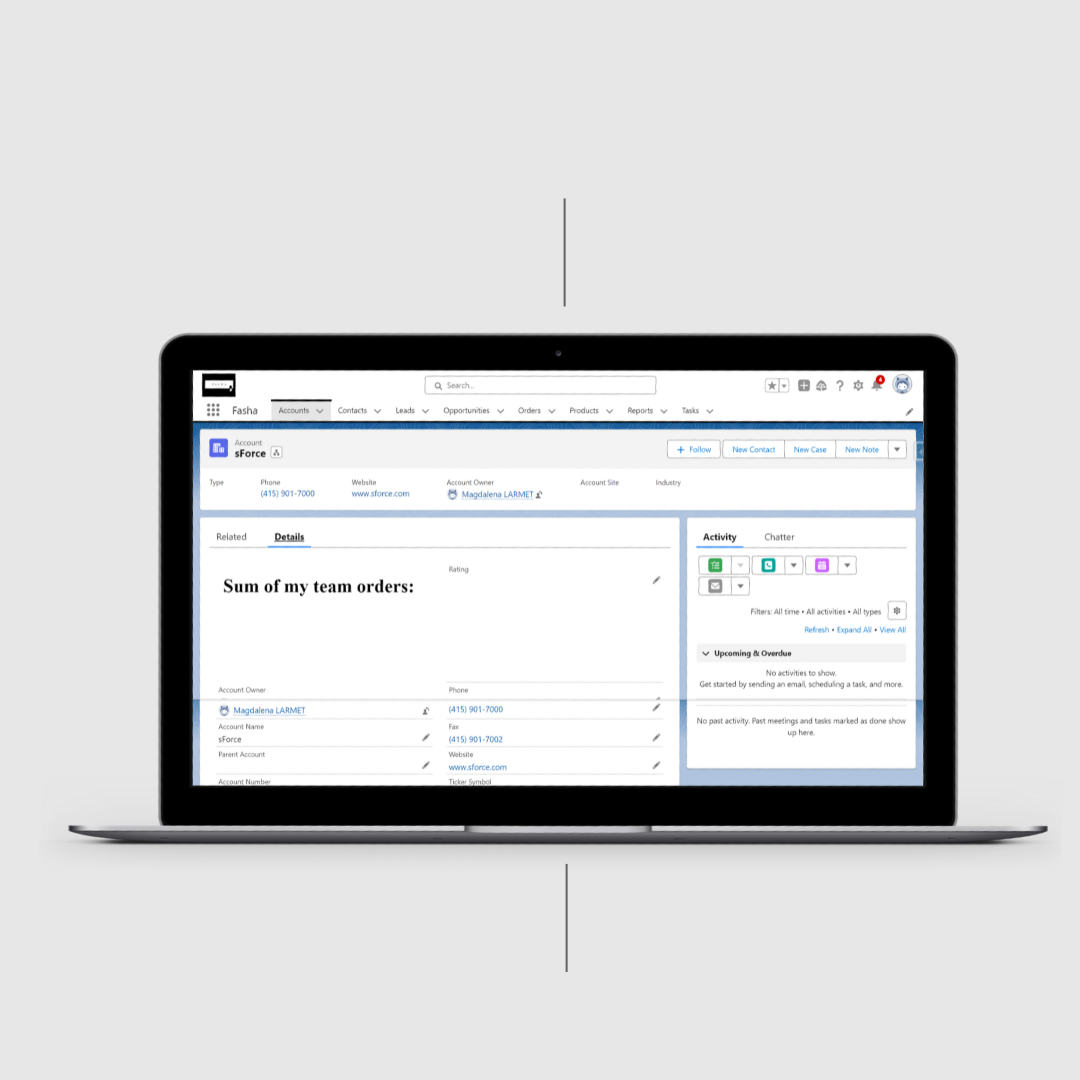 Search...
4
Fasha
Accounts
Contacts
Leads
Opportunities
Orders
Products
Reports
Tasks
Account
sForce
Follow
New Contact
New Case
New Note
Type
Phone
Website
Account Owner
Account Site
Industry
(415) 901-7000
www.sforce.com
Magdalena LARMET
Related
Details
Sum of my team orders:
Rating
Account Owner
Phone
Magdalena LARMET
(415) 901-7000
Account Name
Fax
sForce
(415) 901-7002
Parent Account
Website
www.sforce.com
Account Number
Ticker Symbol
Activity
Chatter
Filters: All time • All activities • All types
Refresh • Expand All • View All
Upcoming & Overdue
No activities to show.
Get started by sending an email, scheduling a task, and more.
No past activity. Past meetings and tasks marked as done show
up here.